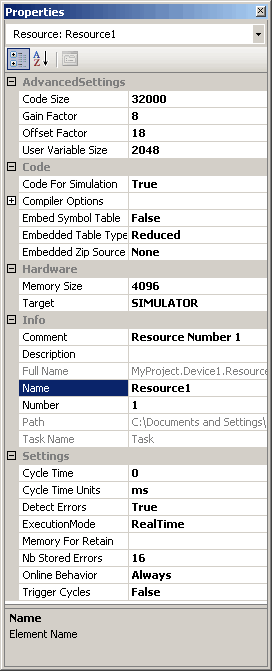 Properties
Resource: Resource1
AdvancedSettings
Code Size 32000
Gain Factor 8
Offset Factor 18
User Variable Size 2048
Code
Code For Simulation True
Compiler Options
Embed Symbol Table False
Embedded Table Type Reduced
Embedded Zip Source None
Hardware
Memory Size 4096
Target SIMULATOR
Info
Comment Resource Number 1
Description
Full Name MyProject.Device1.Resource
Name Resource1
Number 1
Path C:\Documents and Settings\
Task Name Task
Settings
Cycle Time 0
Cycle Time Units ms
Detect Errors True
ExecutionMode RealTime
Memory For Retain
Nb Stored Errors 16
Online Behavior Always
Trigger Cycles False
Name
Element Name